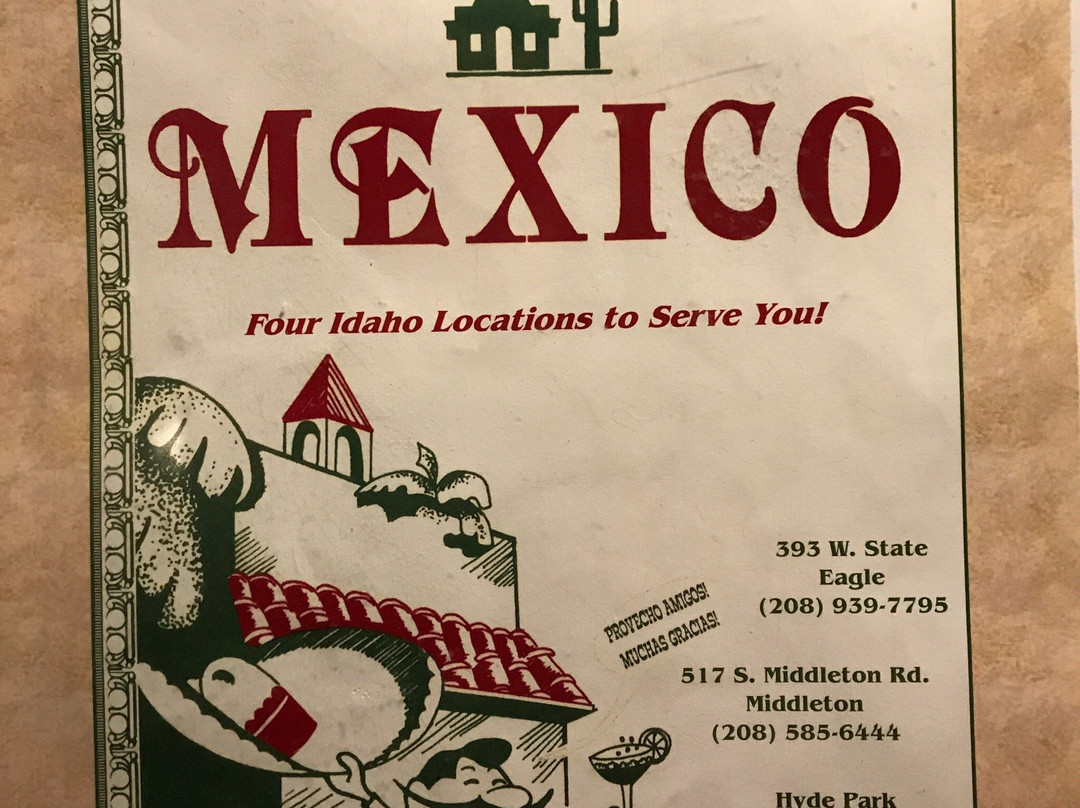 MEXICO
Four Idaho Locations to Serve You!
PROVECHO AMIGOS!
MUCHAS GRACIAS!
393 W. State
Eagle
(208) 939-7795
517 S. Middleton Rd.
Middleton
(208) 585-6444
Hyde Park